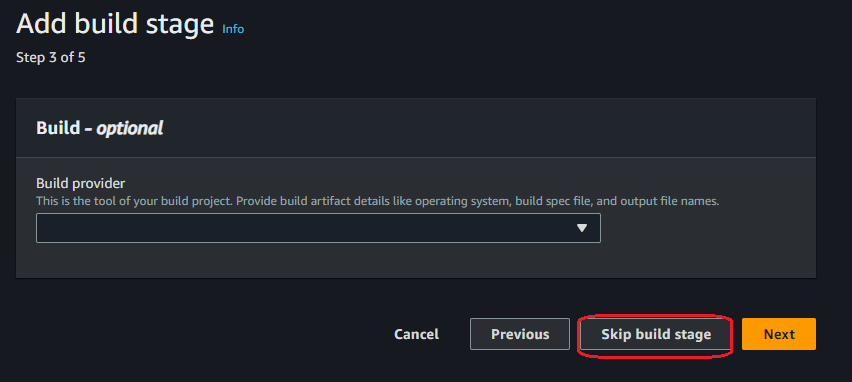 Add build stage Info
Step 3 of 5
Build - optional
Build provider
This is the tool of your build project. Provide build artifact details like operating system, build spec file, and output file names.
Cancel
Previous
Skip build stage
Next